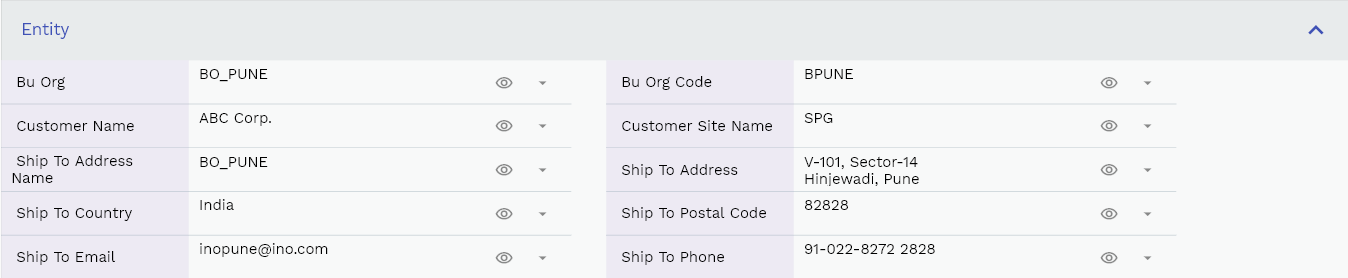 Entity
Bu Org BO_PUNE Bu Org Code BPUNE
Customer Name ABC Corp. Customer Site Name SPG
Ship To Address Name BO_PUNE Ship To Address V-101, Sector-14
Hinjewadi, Pune
Ship To Country India Ship To Postal Code 82828
Ship To Email inopune@ino.com Ship To Phone 91-022-8272 2828